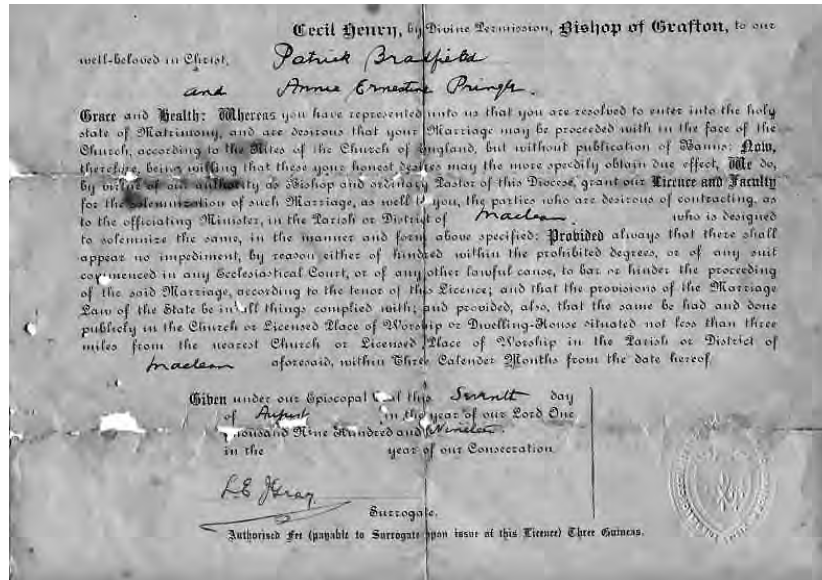 Cecil Henry, by Divine Permission, Bishop of Grafton, to our
well-beloved in Christ, Patrick Bradfield
and Annie Ernestine Pringle.
Grace and Health: Whereas you have represented unto us that you are resolved to enter into the holy
state of Matrimony, and are desirous that your Marriage may be proceeded with in the face of the
Church, according to the Rites of the Church of England, but without publication of Banns: Now,
therefore, being willing that these your honest desires may the more speedily obtain due effect, We do,
by virtue of our authority as Bishop and ordinary Pastor of this Diocese, grant our Licence and Faculty
for the solemnization of such Marriage, as well to you, the parties who are desirous of contracting, as
to the officiating Minister, in the Parish or District of Maclean. who is designed
to solemnize the same, in the manner and form above specified: Provided always that there shall
appear no impediment, by reason either of kindred within the prohibited degrees, or of any suit
commenced in any Ecclesiastical Court, or of any other lawful cause, to bar or hinder the proceeding
of the said Marriage, according to the tenor of this Licence; and that the provisions of the Marriage
Law of the State be in all things complied with; and provided, also, that the same be had and done
publicly in the Church or Licensed Place of Worship or Dwelling-House situated not less than three
miles from the nearest Church or Licensed Place of Worship in the Parish or District of
Maclean aforesaid, within Three Calender Months from the date hereof
Given under our Episcopal Seal this Seventh day
of August in the year of our Lord One
Thousand Nine Hundred and Nineteen
in the year of our Consecration
Gray
Surrogate.
Authorised Fee (payable to Surrogate upon issue of this Licence) Three Guineas.